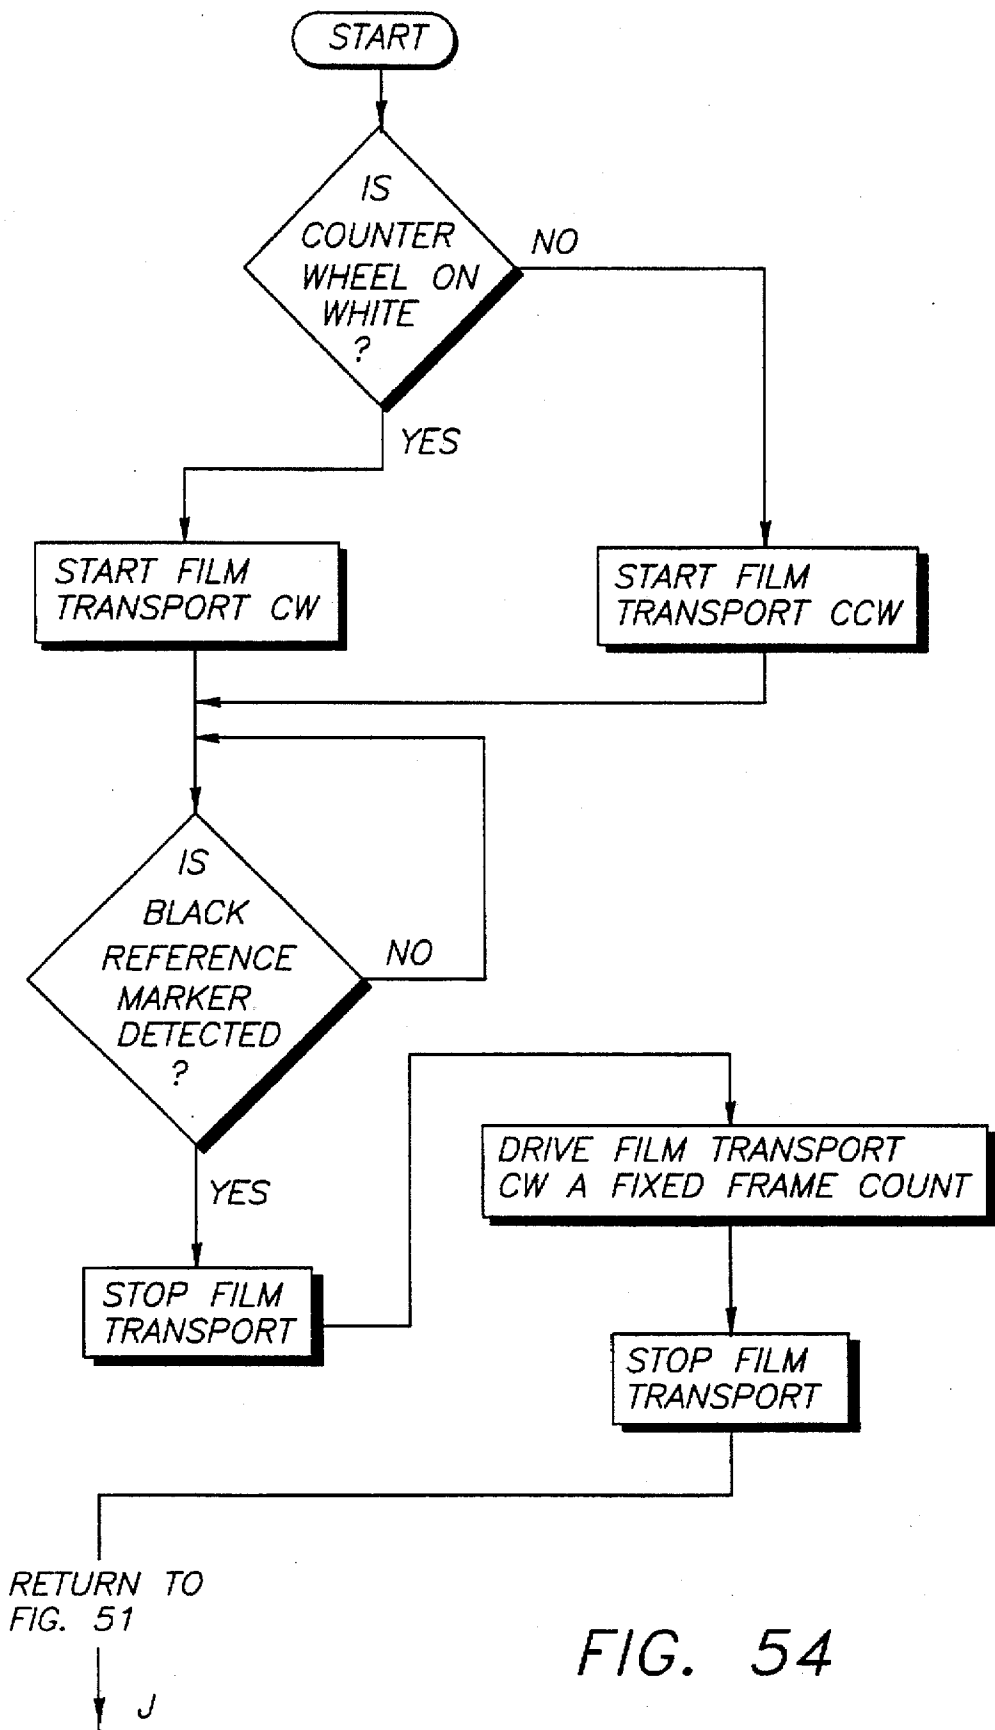 START
IS
COUNTER
WHEEL ON
WHITE
?
NO
YES
START FILM
TRANSPORT CW
START FILM
TRANSPORT CCW
IS
BLACK
REFERENCE
MARKER
DETECTED
?
NO
YES
STOP FILM
TRANSPORT
DRIVE FILM TRANSPORT
CW A FIXED FRAME COUNT
STOP FILM
TRANSPORT
RETURN TO
FIG. 51
J
FIG. 54